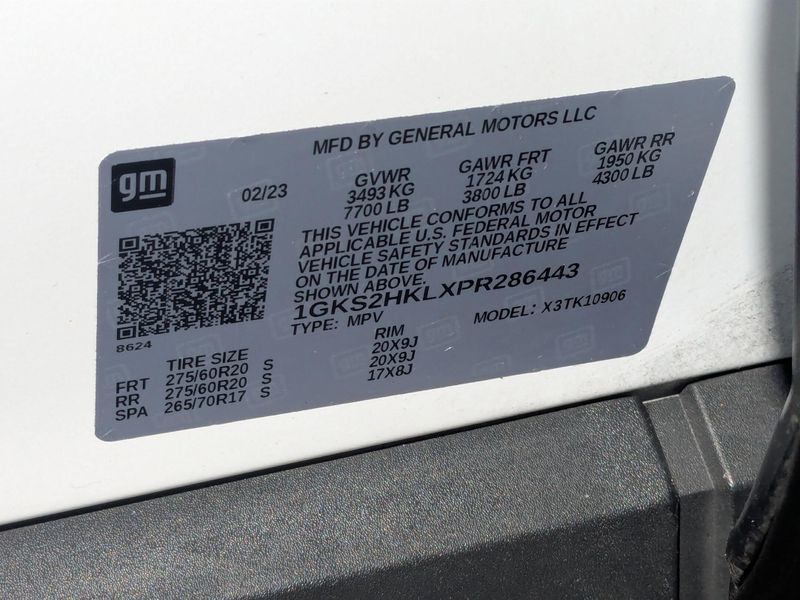 MFD BY GENERAL MOTORS LLC
gm
02/23
GVWR GAWR FRT GAWR RR
3493 KG 1724 KG 1950 KG
7700 LB 3800 LB 4300 LB
THIS VEHICLE CONFORMS TO ALL
APPLICABLE U.S. FEDERAL MOTOR
VEHICLE SAFETY STANDARDS IN EFFECT
ON THE DATE OF MANUFACTURE
SHOWN ABOVE.
1GKS2HKLXPR286443
TYPE: MPV MODEL: X3TK10906
8624
TIRE SIZE RIM
FRT 275/60R20 S 20X9J
RR 275/60R20 S 20X9J
SPA 265/70R17 S 17X8J